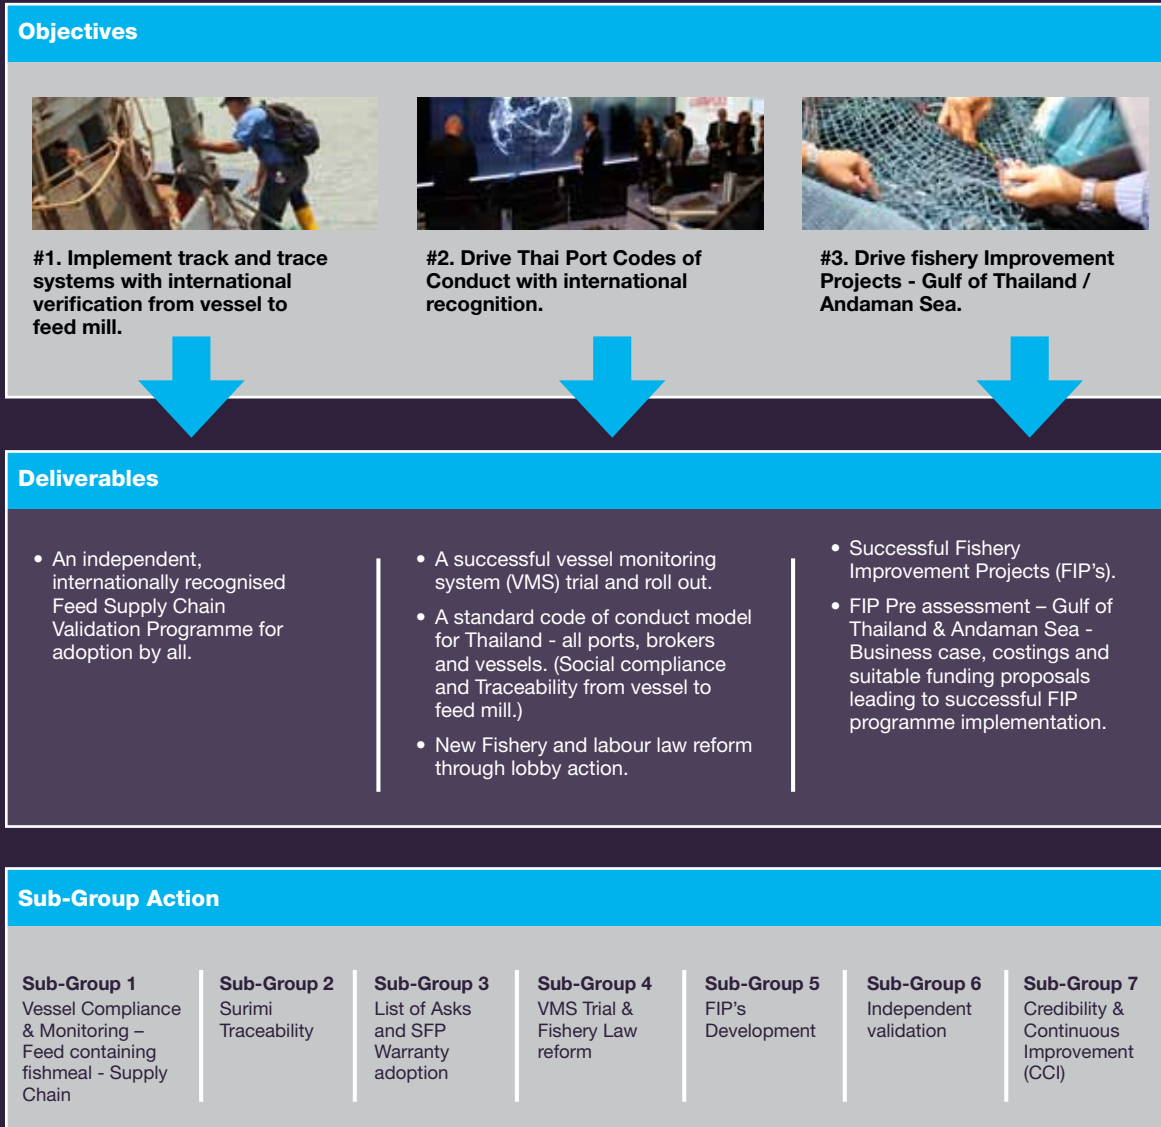 Objectives
#1. Implement track and trace
systems with international
verification from vessel to
feed mill.
#2. Drive Thai Port Codes of
Conduct with international
recognition.
#3. Drive fishery Improvement
Projects - Gulf of Thailand /
Andaman Sea.
Deliverables
• An independent,
internationally recognised
Feed Supply Chain
Validation Programme for
adoption by all.
• A successful vessel monitoring
system (VMS) trial and roll out.
• A standard code of conduct model
for Thailand - all ports, brokers
and vessels. (Social compliance
and Traceability from vessel to
feed mill.)
• New Fishery and labour law reform
through lobby action.
• Successful Fishery
Improvement Projects (FIP's).
• FIP Pre assessment – Gulf of
Thailand & Andaman Sea -
Business case, costings and
suitable funding proposals
leading to successful FIP
programme implementation.
Sub-Group Action
Sub-Group 1
Vessel Compliance
& Monitoring –
Feed containing
fishmeal - Supply
Chain
Sub-Group 2
Surimi
Traceability
Sub-Group 3
List of Asks
and SFP
Warranty
adoption
Sub-Group 4
VMS Trial &
Fishery Law
reform
Sub-Group 5
FIP's
Development
Sub-Group 6
Independent
validation
Sub-Group 7
Credibility &
Continuous
Improvement
(CCI)